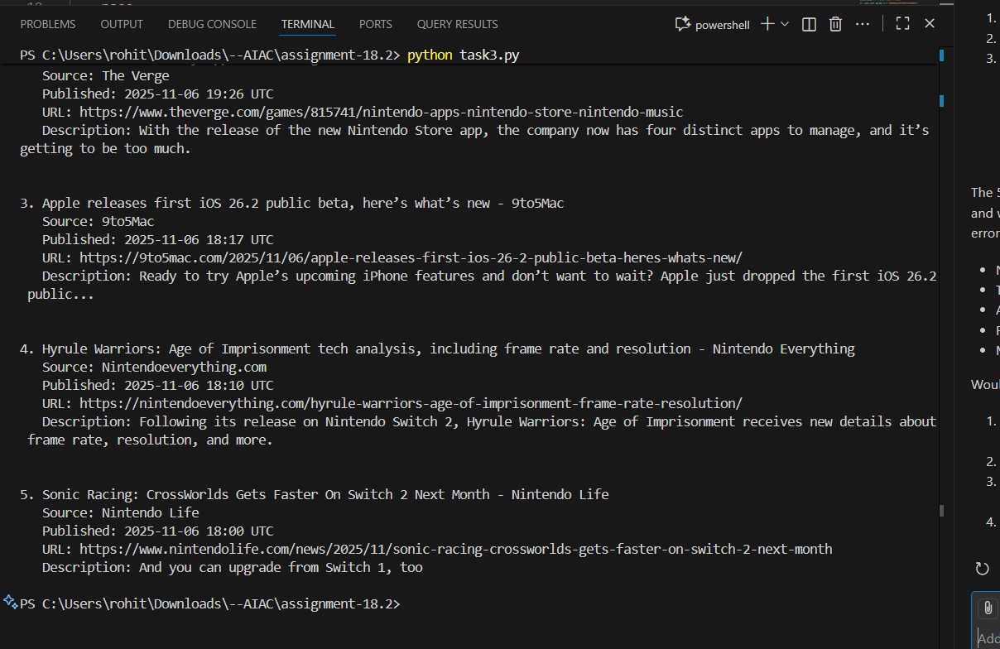 PROBLEMS OUTPUT DEBUG CONSOLE TERMINAL PORTS QUERY RESULTS powershell
PS C:\Users\rohit\Downloads\--AIAC\assignment-18.2> python task3.py
Source: The Verge
Published: 2025-11-06 19:26 UTC
URL: https://www.theverge.com/games/815741/nintendo-apps-nintendo-store-nintendo-music
Description: With the release of the new Nintendo Store app, the company now has four distinct apps to manage, and it’s
getting to be too much.
3. Apple releases first iOS 26.2 public beta, here’s what’s new - 9to5Mac
Source: 9to5Mac
Published: 2025-11-06 18:17 UTC
URL: https://9to5mac.com/2025/11/06/apple-releases-first-ios-26-2-public-beta-heres-whats-new/
Description: Ready to try Apple’s upcoming iPhone features and don’t want to wait? Apple just dropped the first iOS 26.2
public...
4. Hyrule Warriors: Age of Imprisonment tech analysis, including frame rate and resolution - Nintendo Everything
Source: Nintendoeverything.com
Published: 2025-11-06 18:10 UTC
URL: https://nintendoeverything.com/hyrule-warriors-age-of-imprisonment-frame-rate-resolution/
Description: Following its release on Nintendo Switch 2, Hyrule Warriors: Age of Imprisonment receives new details about
frame rate, resolution, and more.
5. Sonic Racing: CrossWorlds Gets Faster On Switch 2 Next Month - Nintendo Life
Source: Nintendo Life
Published: 2025-11-06 18:00 UTC
URL: https://www.nintendolife.com/news/2025/11/sonic-racing-crossworlds-gets-faster-on-switch-2-next-month
Description: And you can upgrade from Switch 1, too
PS C:\Users\rohit\Downloads\--AIAC\assignment-18.2>
1.
2.
3.
The
and
1.
2.
3.
4.